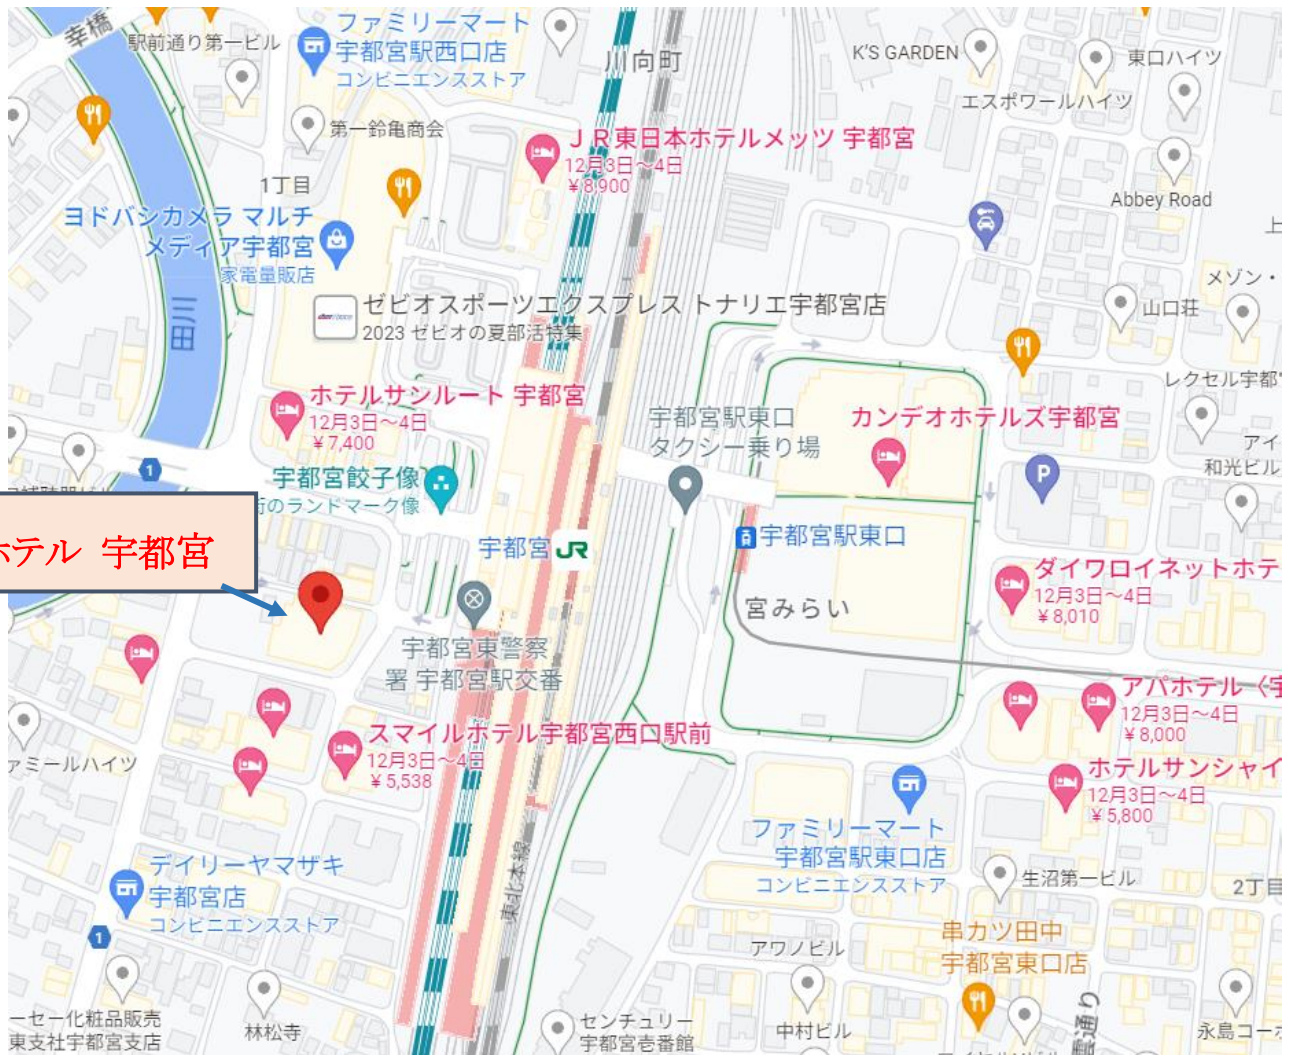 幸橋
駅前通り第一ビル
ファミリーマート
宇都宮駅西口店
コンビニエンスストア
川向町
K'S GARDEN
東口ハイツ
エスポワールハイツ
第一鈴亀商会
JR東日本ホテルメッツ 宇都宮
12月3日〜4日
¥8,900
1丁目
Abbey Road
ヨドバシカメラ マルチ
メディア宇都宮
家電量販店
上
メゾン・
山口荘
田川
ゼビオスポーツエクスプレス トナリエ宇都宮店
2023 ゼビオの夏部活特集
レクセル宇都
ホテルサンルート 宇都宮
12月3日〜4日
¥7,400
宇都宮駅東口
タクシー乗り場
カンデオホテルズ宇都宮
アイ
和光ビル
1
宇都宮餃子像
のランドマーク像
P
ホテル 宇都宮
宇都宮 JR
宇都宮駅東口
ダイワロイネットホテ
12月3日〜4日
¥8,010
宮みらい
宇都宮東警察
署 宇都宮駅交番
アパホテル〈宇
12月3日〜4日
¥8,000
スマイルホテル宇都宮西口駅前
12月3日〜4日
¥5,538
ァミールハイツ
ホテルサンシャイ
12月3日〜4日
¥5,800
ファミリーマート
宇都宮駅東口店
コンビニエンスストア
デイリーヤマザキ
宇都宮店
コンビニエンスストア
東北本線
生沼第一ビル
2丁目
1
アワノビル
串カツ田中
宇都宮東口店
ーセー化粧品販売
東支社宇都宮支店
林松寺
センチュリー
宇都宮壱番館
中村ビル
雲通り
永島コーポ